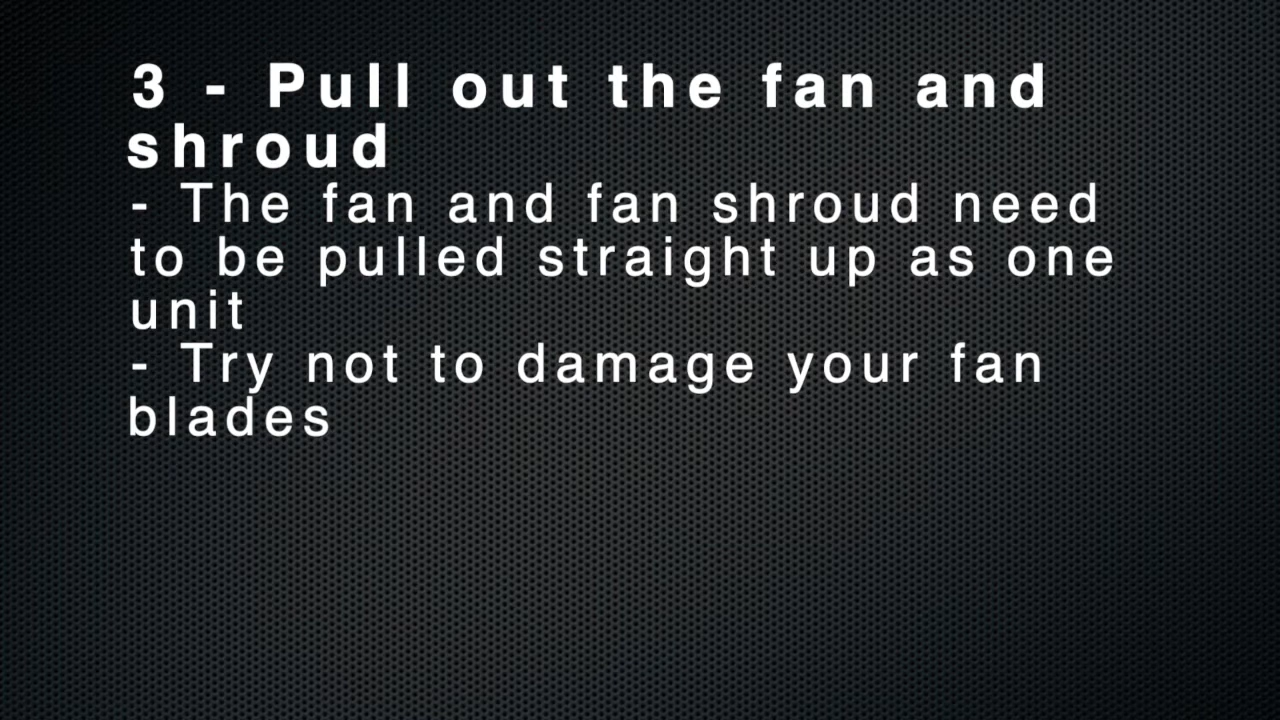 3 - Pull out the fan and
shroud
- The fan and fan shroud need
to be pulled straight up as one
unit
- Try not to damage your fan
blades